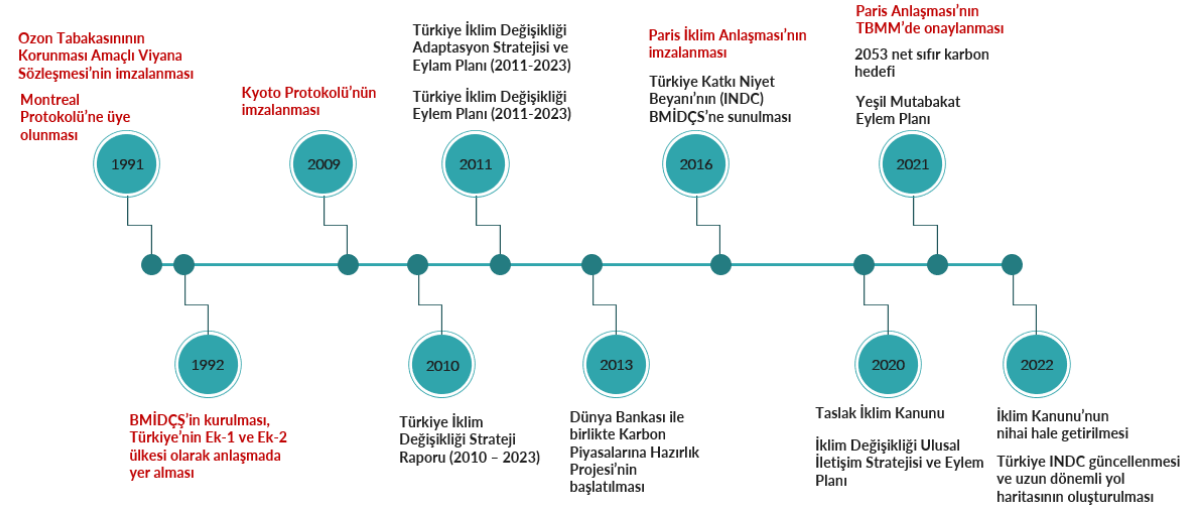 Ozon Tabakasınının
Korunması Amaçlı Viyana
Sözleşmesi’nin imzalanması
Montreal
Protokolü’ne üye
olunması
1991
BMİDÇŞ’in kurulması,
Türkiye’nin Ek-1 ve Ek-2
ülkesi olarak anlaşmada
yer alması
1992
Kyoto Protokolü’nün
imzalanması
2009
2010
Türkiye İklim
Değişikliği Strateji
Raporu (2010 – 2023)
Türkiye İklim Değişikliği
Adaptasyon Stratejisi ve
Eylam Planı (2011-2023)
Türkiye İklim Değişikliği
Eylem Planı (2011-2023)
2011
2013
Dünya Bankası ile
birlikte Karbon
Piyasalarına Hazırlık
Projesi’nin
başlatılması
Paris İklim Anlaşması’nın
imzalanması
Türkiye Katkı Niyet
Beyanı’nın (INDC)
BMİDÇS’ne sunulması
2016
2020
Taslak İklim Kanunu
İklim Değişikliği Ulusal
İletişim Stratejisi ve Eylem
Planı
Paris Anlaşması’nın
TBMM’de onaylanması
2053 net sıfır karbon
hedefi
Yeşil Mutabakat
Eylem Planı
2021
2022
İklim Kanunu’nun
nihai hale getirilmesi
Türkiye INDC güncellenmesi
ve uzun dönemli yol
haritasının oluşturulması